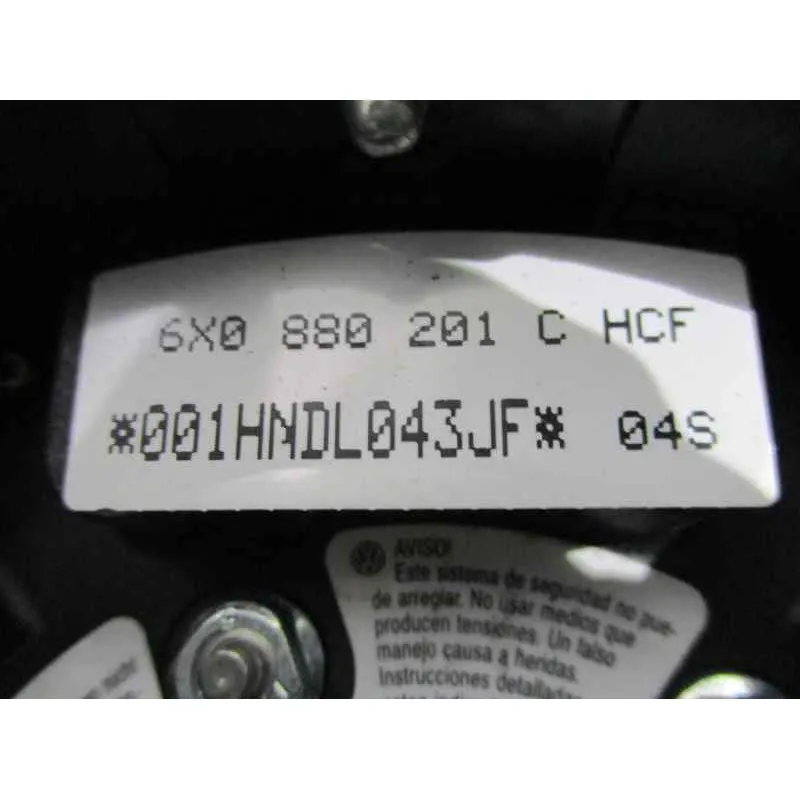 6X0 880 201 C HCF
*001HNDL043JF* 04S
AVISO!
Este sistema de seguridad no pue-
de arreglar. No usar medios que
producen tensiones. Un falso
manejo causa a heridas.
Instrucciones detalladas